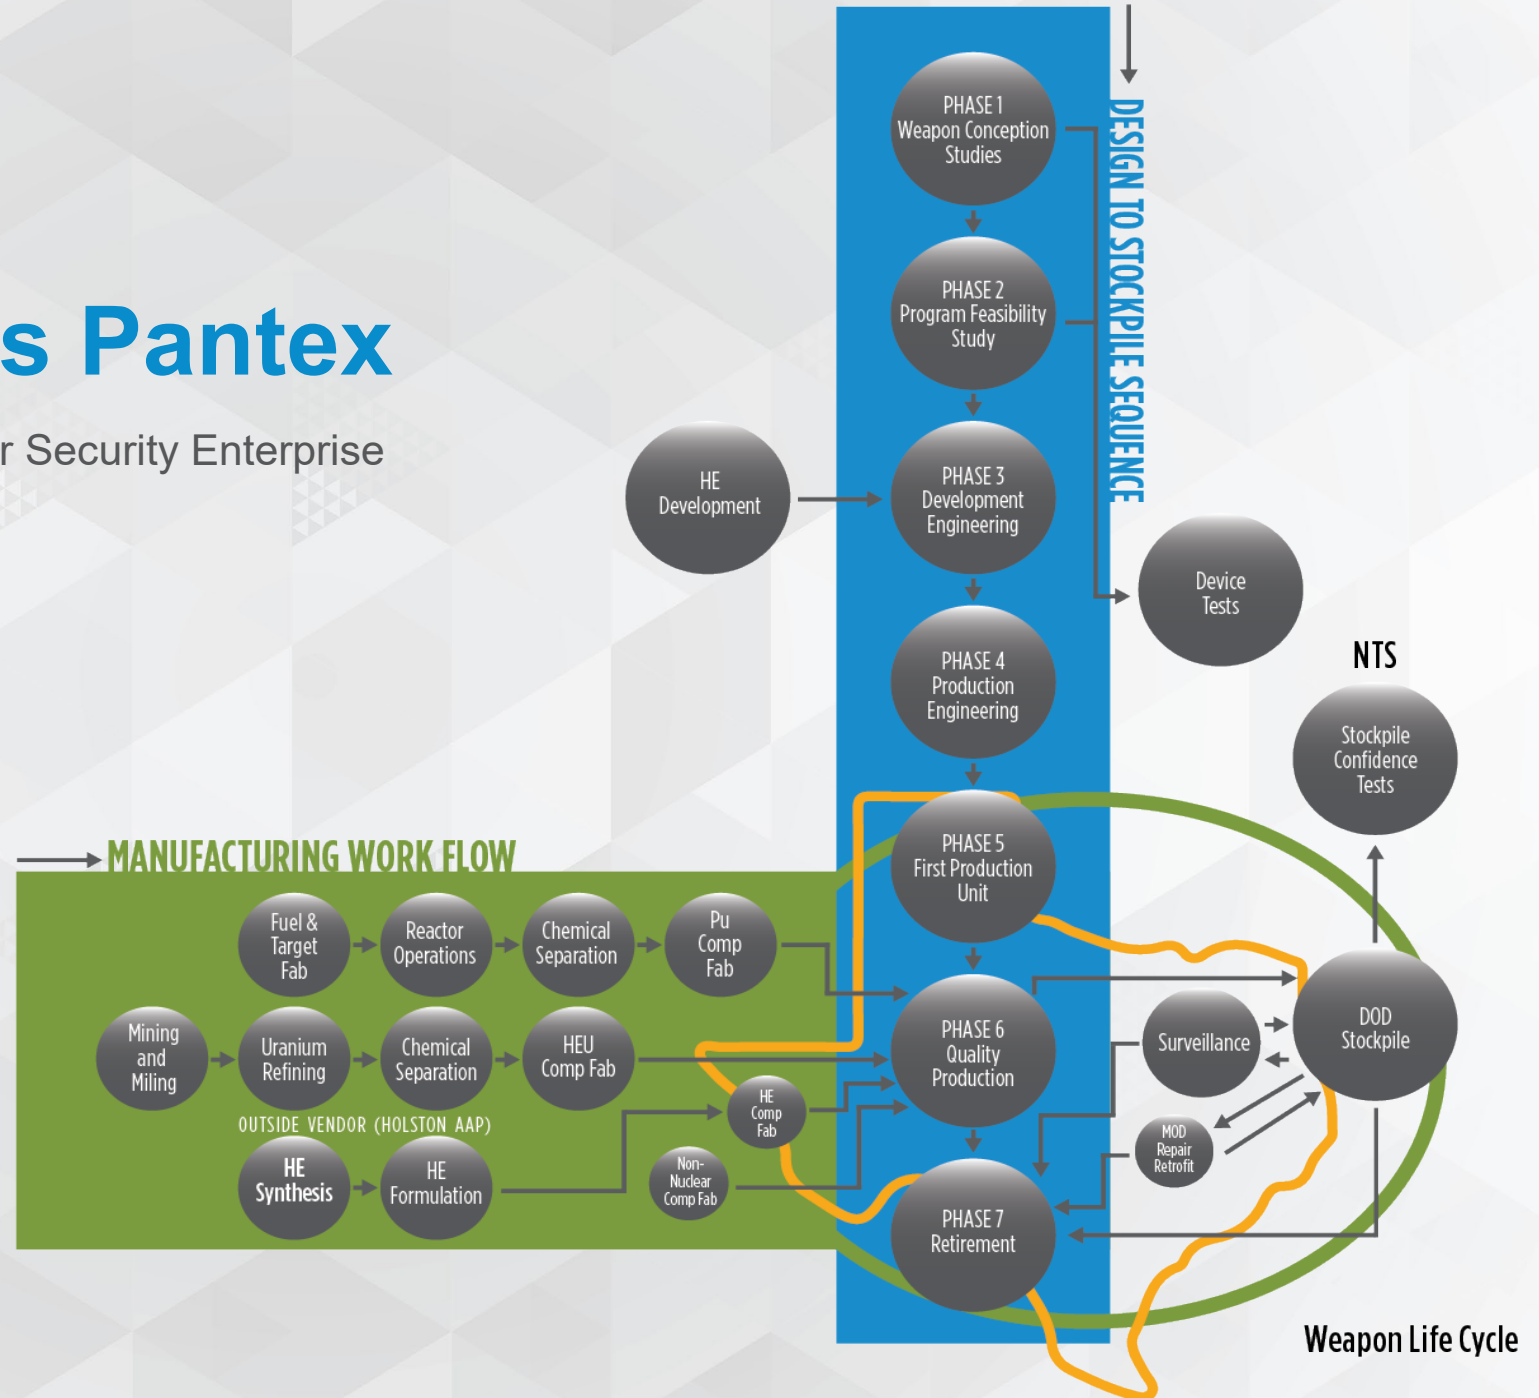 s Pantex
r Security Enterprise
DESIGN TO STOCKPILE SEQUENCE
PHASE 1
Weapon Conception
Studies
PHASE 2
Program Feasibility
Study
HE
Development
PHASE 3
Development
Engineering
Device
Tests
PHASE 4
Production
Engineering
NTS
Stockpile
Confidence
Tests
MANUFACTURING WORK FLOW
PHASE 5
First Production
Unit
Fuel &
Target
Fab
Reactor
Operations
Chemical
Separation
Pu
Comp
Fab
Mining
and
Miling
Uranium
Refining
Chemical
Separation
HEU
Comp Fab
PHASE 6
Quality
Production
Surveillance
DOD
Stockpile
HE
Comp
Fab
OUTSIDE VENDOR (HOLSTON AAP)
HE
Synthesis
HE
Formulation
Non-
Nuclear
Comp Fab
MOD
Repair
Retrofit
PHASE 7
Retirement
Weapon Life Cycle